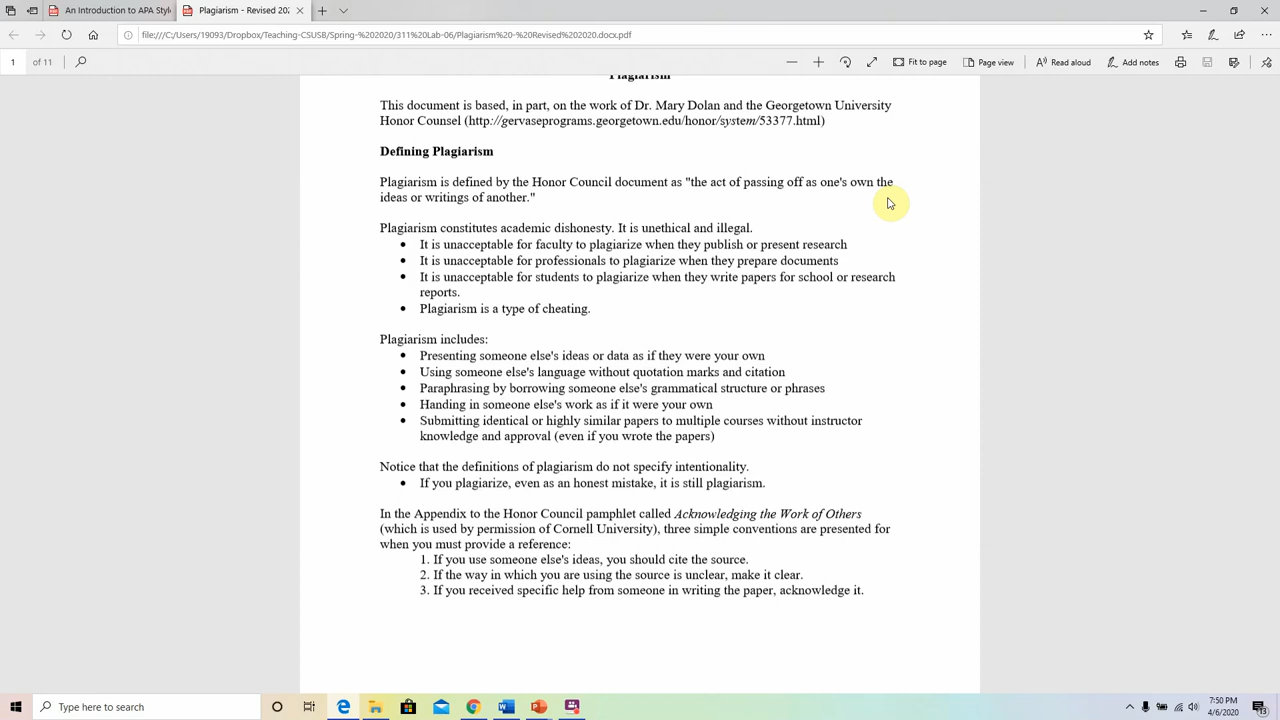 An Introduction to APA Styl
Plagiarism - Revised 202
file:///C:/Users/19093/Dropbox/Teaching-CSUSB/Spring-%202020/311%20Lab-06/Plagiarism%20-%20Revised%202020.docx.pdf
1 of 11
Fit to page
Page view
Read aloud
Add notes
Plagiarism
This document is based, in part, on the work of Dr. Mary Dolan and the Georgetown University
Honor Counsel (http://gervaseprograms.georgetown.edu/honor/system/53377.html)
Defining Plagiarism
Plagiarism is defined by the Honor Council document as "the act of passing off as one's own the
ideas or writings of another."
Plagiarism constitutes academic dishonesty. It is unethical and illegal.
• It is unacceptable for faculty to plagiarize when they publish or present research
• It is unacceptable for professionals to plagiarize when they prepare documents
• It is unacceptable for students to plagiarize when they write papers for school or research
reports.
• Plagiarism is a type of cheating.
Plagiarism includes:
• Presenting someone else's ideas or data as if they were your own
• Using someone else's language without quotation marks and citation
• Paraphrasing by borrowing someone else's grammatical structure or phrases
• Handing in someone else's work as if it were your own
• Submitting identical or highly similar papers to multiple courses without instructor
knowledge and approval (even if you wrote the papers)
Notice that the definitions of plagiarism do not specify intentionality.
• If you plagiarize, even as an honest mistake, it is still plagiarism.
In the Appendix to the Honor Council pamphlet called Acknowledging the Work of Others
(which is used by permission of Cornell University), three simple conventions are presented for
when you must provide a reference:
1. If you use someone else's ideas, you should cite the source.
2. If the way in which you are using the source is unclear, make it clear.
3. If you received specific help from someone in writing the paper, acknowledge it.
Type here to search
7:50 PM
4/6/2020